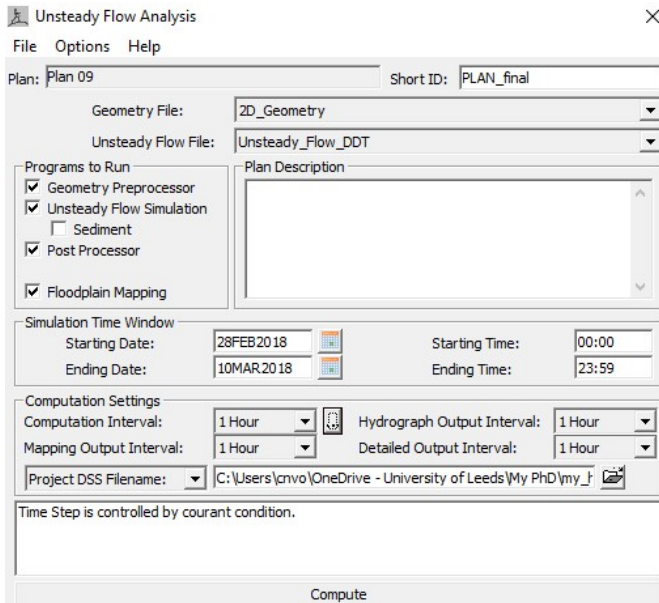 Unsteady Flow Analysis
File Options Help
Plan: Plan 09 Short ID: PLAN_final
Geometry File: 2D_Geometry
Unsteady Flow File: Unsteady_Flow_DDT
Programs to Run Plan Description
Geometry Preprocessor
Unsteady Flow Simulation
Sediment
Post Processor
Floodplain Mapping
Simulation Time Window
Starting Date: 28FEB2018 Starting Time: 00:00
Ending Date: 10MAR2018 Ending Time: 23:59
Computation Settings
Computation Interval: 1 Hour Hydrograph Output Interval: 1 Hour
Mapping Output Interval: 1 Hour Detailed Output Interval: 1 Hour
Project DSS Filename: C:\Users\cnvo\OneDrive - University of Leeds\My PhD\my_
Time Step is controlled by courant condition.
Compute